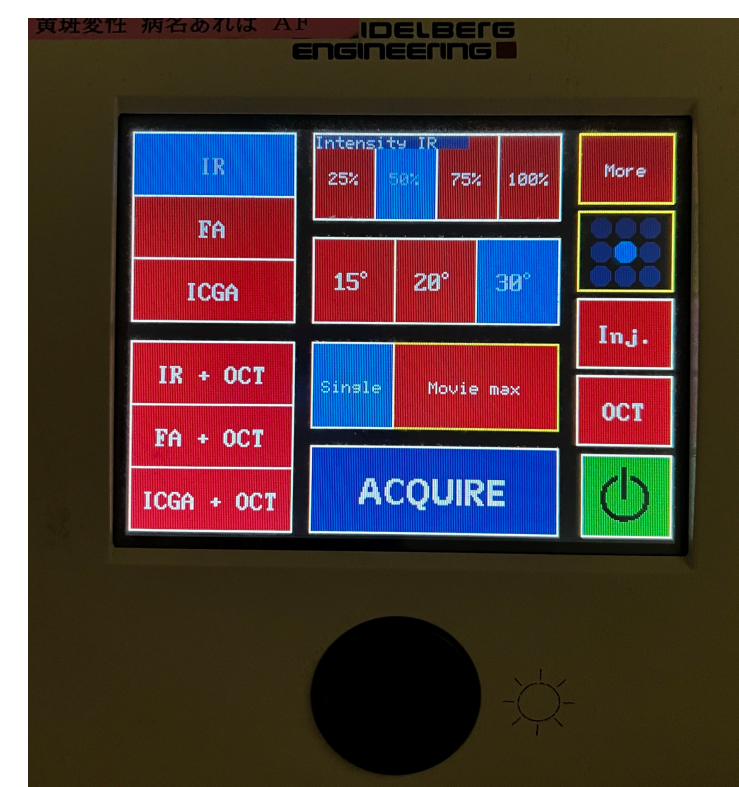 黄斑変性 病名あれば AF
IDELBERG
ENGINEERING
IR
FA
ICGA
IR + OCT
FA + OCT
ICGA + OCT
Intensity IR
25% 50% 75% 100%
15° 20° 30°
Single Movie max
ACQUIRE
More
Inj.
OCT